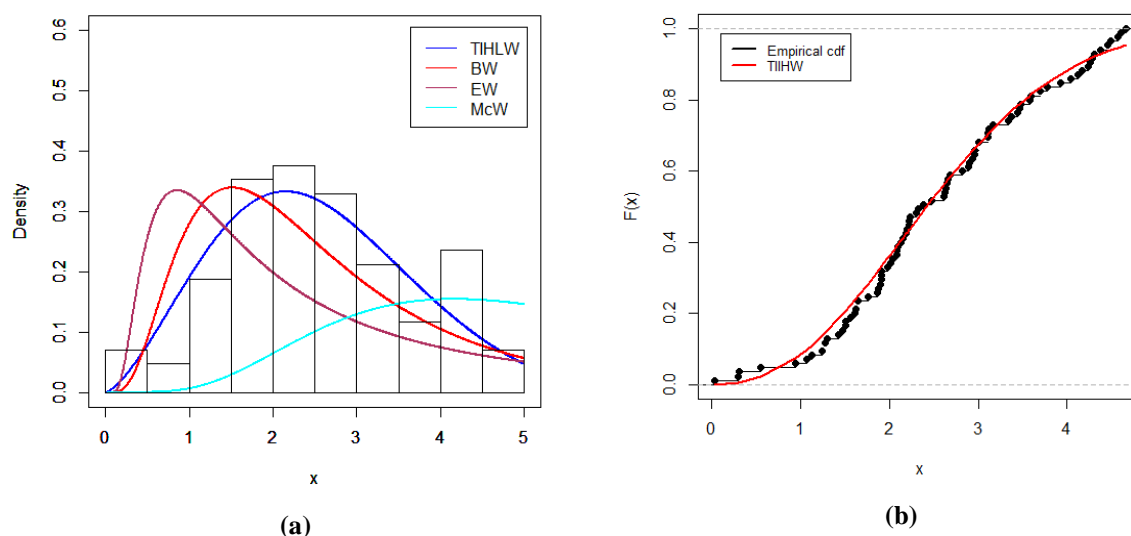 0.6
0.5
0.4
0.3
0.2
0.1
0.0
Density
TIHLW
BW
EW
McW
0 1 2 3 4 5
x
(a)
1.0
0.8
0.6
0.4
0.2
0.0
F(x)
Empirical cdf
TIIHW
0 1 2 3 4
x
(b)